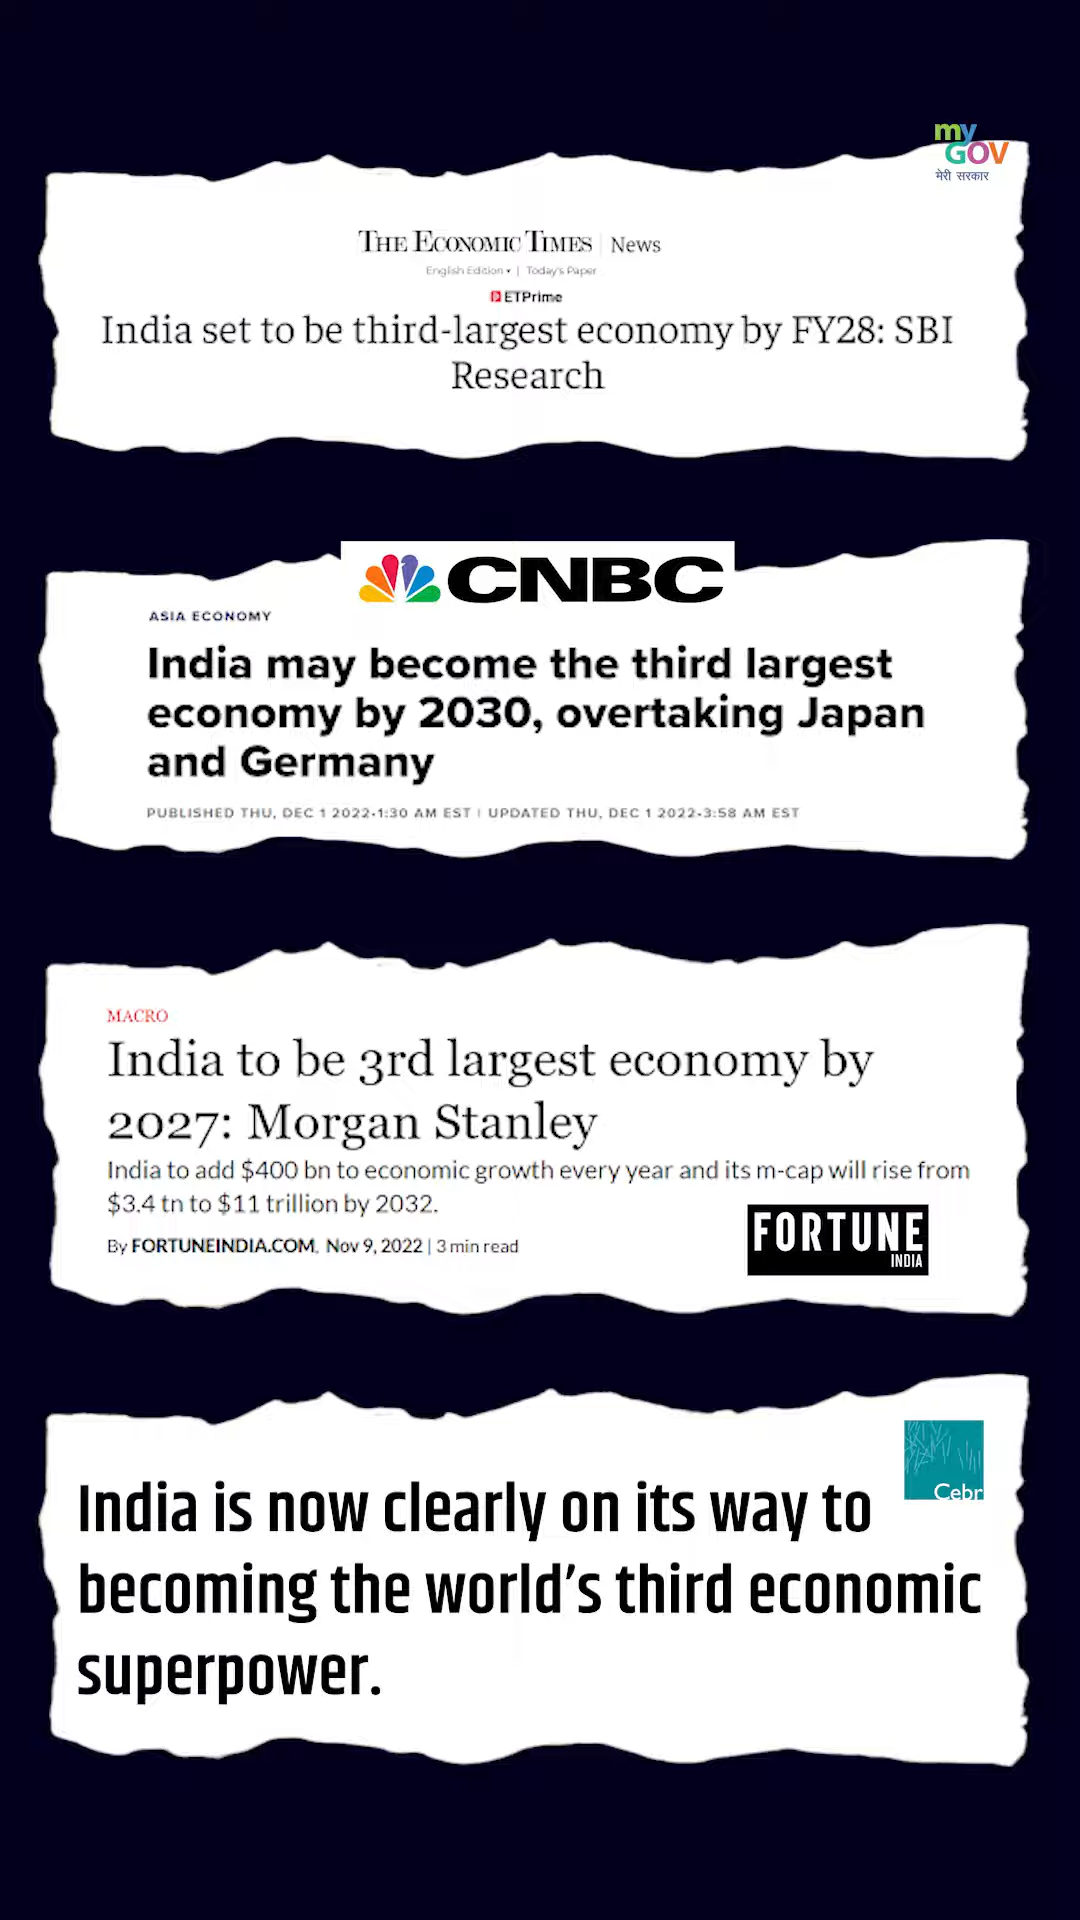 my
GOV
मेरी सरकार
THE ECONOMIC TIMES | News
English Edition ▾ | Today's Paper
ETPrime
India set to be third-largest economy by FY28: SBI
Research
CNBC
ASIA ECONOMY
India may become the third largest
economy by 2030, overtaking Japan
and Germany
PUBLISHED THU, DEC 1 2022•1:30 AM EST | UPDATED THU, DEC 1 2022•3:58 AM EST
MACRO
India to be 3rd largest economy by
2027: Morgan Stanley
India to add $400 bn to economic growth every year and its m-cap will rise from
$3.4 tn to $11 trillion by 2032.
By FORTUNEINDIA.COM, Nov 9, 2022 | 3 min read
FORTUNE
INDIA
Cebr
India is now clearly on its way to
becoming the world’s third economic
superpower.